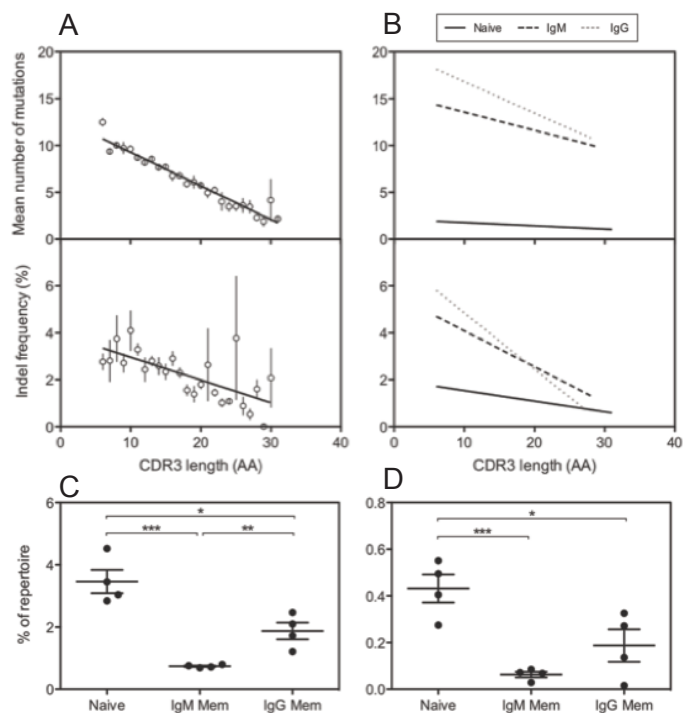 A
B
Naive IgM IgG
Mean number of mutations
20
15
10
5
0
20
15
10
5
0
Indel frequency (%)
6
4
2
0
6
4
2
0
0 10 20 30 40
0 10 20 30 40
CDR3 length (AA)
CDR3 length (AA)
C
D
% of repertoire
6
4
2
0
*
*** **
Naive IgM Mem IgG Mem
0.8
0.6
0.4
0.2
0.0
*
***
Naive IgM Mem IgG Mem